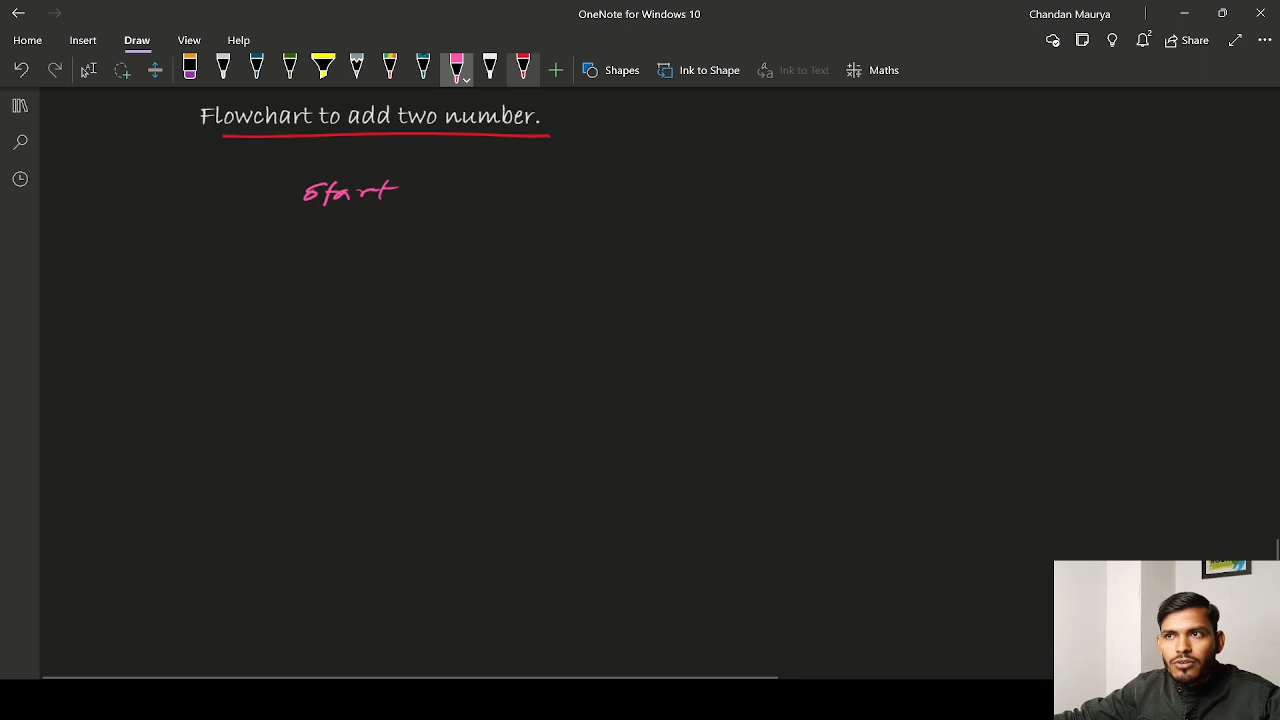 OneNote for Windows 10
Chandan Maurya
Home Insert Draw View Help
Share
Shapes Ink to Shape Ink to Text Maths
Flowchart to add two number.
Start